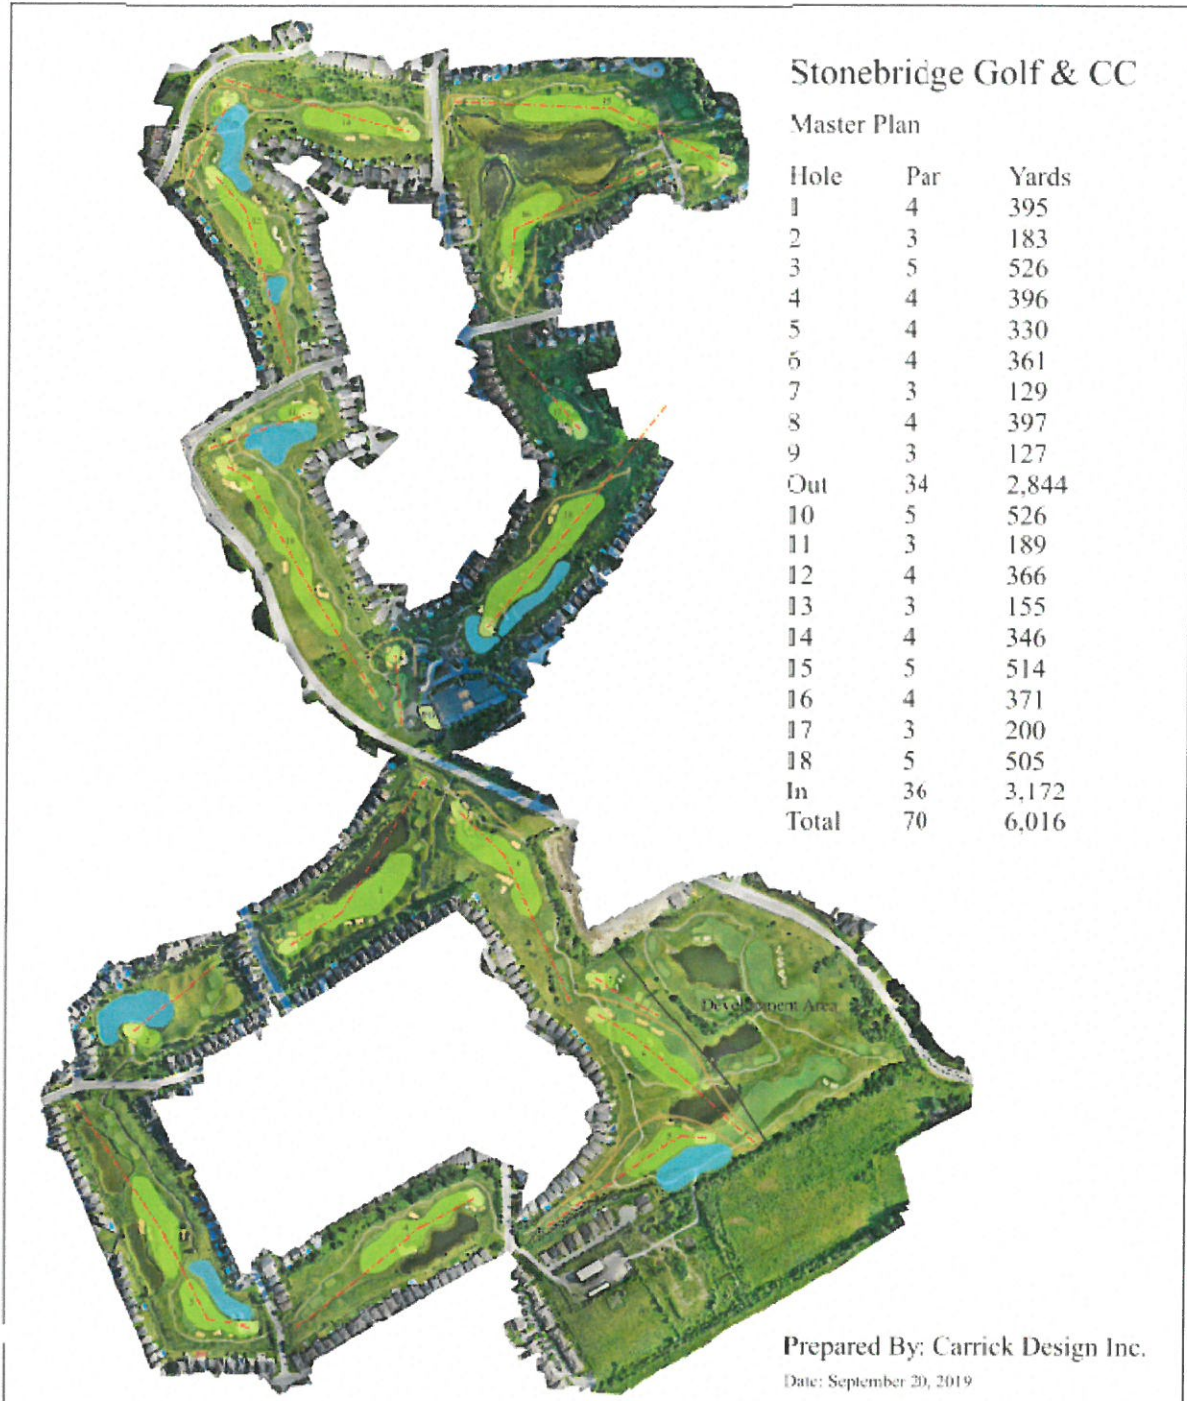 Stonebridge Golf & CC
Master Plan
Hole Par Yards
1 4 395
2 3 183
3 5 526
4 4 396
5 4 330
6 4 361
7 3 129
8 4 397
9 3 127
Out 34 2,844
10 5 526
11 3 189
12 4 366
13 3 155
14 4 346
15 5 514
16 4 371
17 3 200
18 5 505
In 36 3,172
Total 70 6,016
Development Area
Prepared By: Carrick Design Inc.
Date: September 20, 2019